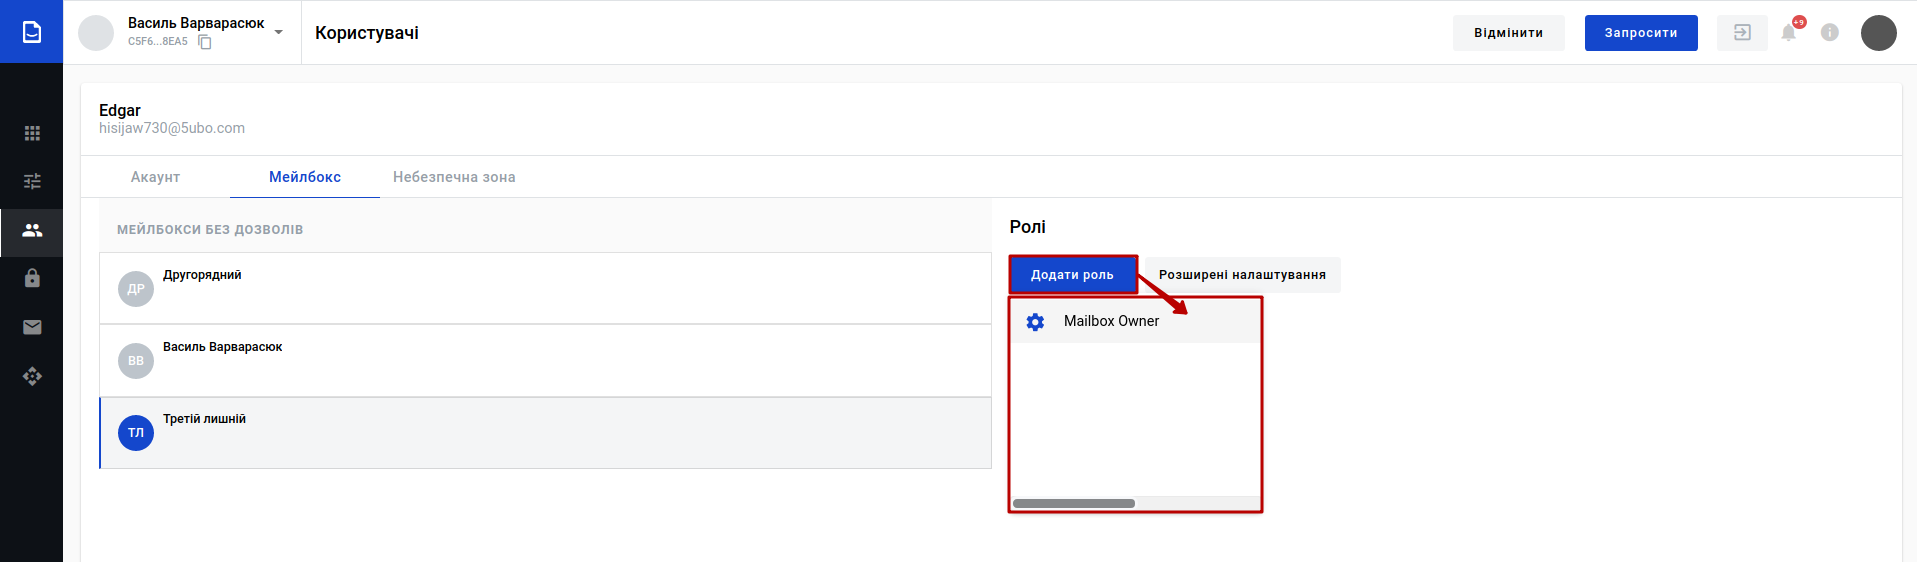 Василь Варварасюк
C5F6...8EA5
Користувачі
Відмінити
Запросити
+9
Edgar
hisijaw730@5ubo.com
Акаунт
Мейлбокс
Небезпечна зона
МЕЙЛБОКСИ БЕЗ ДОЗВОЛІВ
ДР
Другорядний
ВВ
Василь Варварасюк
ТЛ
Третій лишній
Ролі
Додати роль
Розширені налаштування
Mailbox Owner